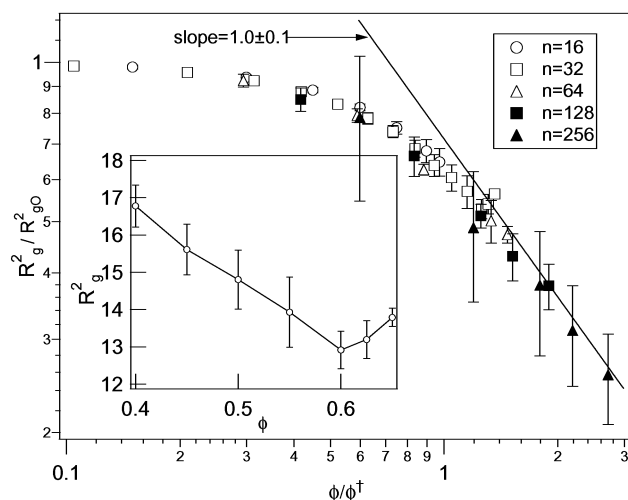 slope=1.0±0.1
n=16
n=32
n=64
n=128
n=256
1
9
8
7
6
5
4
3
2
R²g / R²gO
18
17
16
15
14
13
12
R²g
0.4 0.5 0.6
ϕ
0.1 2 3 4 5 6 7 8 9 1 2 3
ϕ/ϕ†